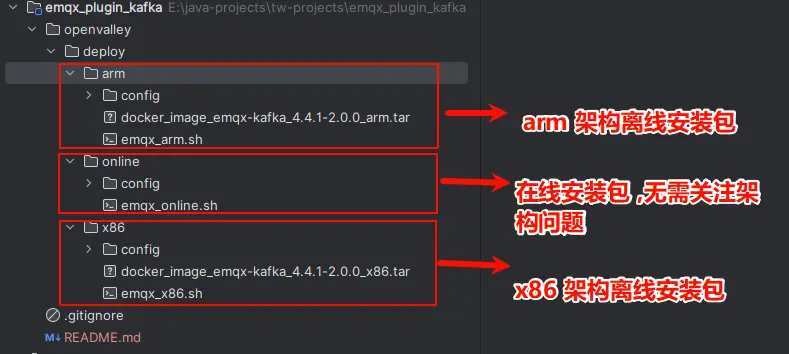 emqx_plugin_kafka E:\java-projects\tw-projects\emqx_plugin_kafka
openvalley
deploy
arm
config
docker_image_emqx-kafka_4.4.1-2.0.0_arm.tar
emqx_arm.sh
arm 架构离线安装包
online
config
emqx_online.sh
在线安装包 ,无需关注架
构问题
x86
config
docker_image_emqx-kafka_4.4.1-2.0.0_x86.tar
emqx_x86.sh
x86 架构离线安装包
.gitignore
README.md